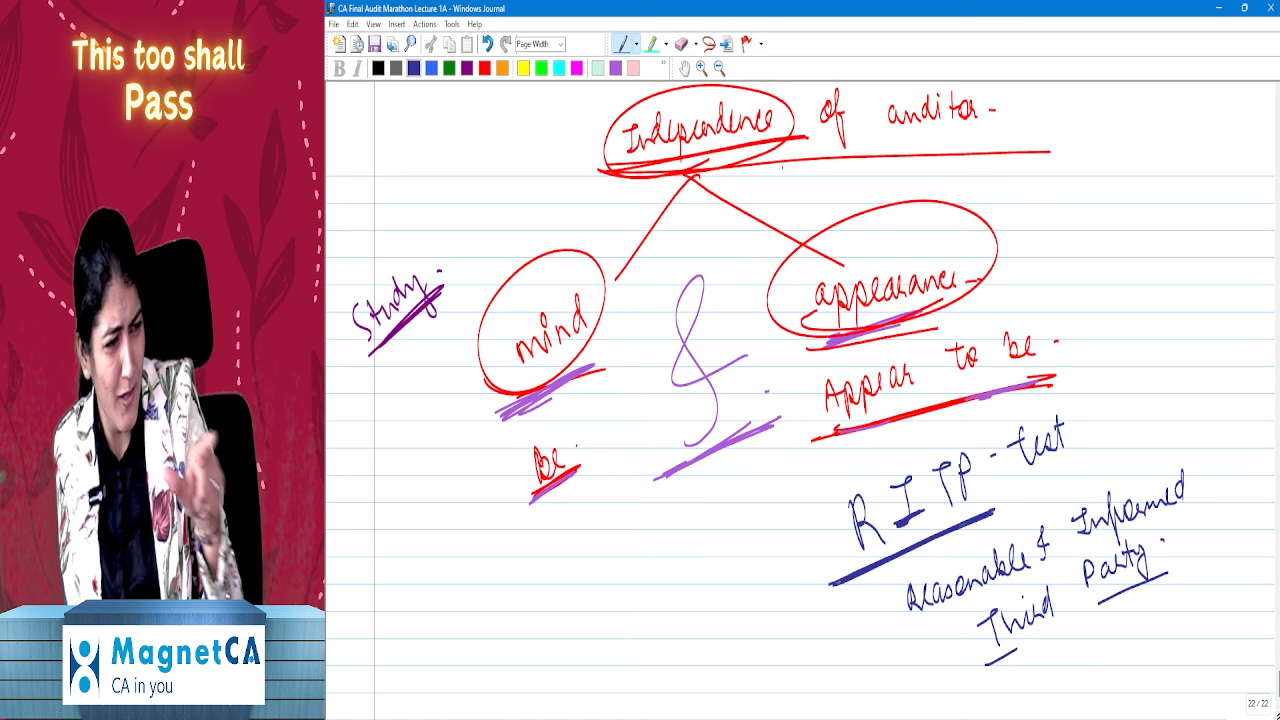 This too shall
Pass
CA Final Audit Marathon Lecture 1A - Windows Journal
File Edit View Insert Actions Tools Help
Page Width
B I
Independence of auditor -
mind & appearance -
Study.
Be.
Appear to be.
RITP - test
Reasonable & Informed
Third Party.
MagnetCA
CA in you
22 / 22